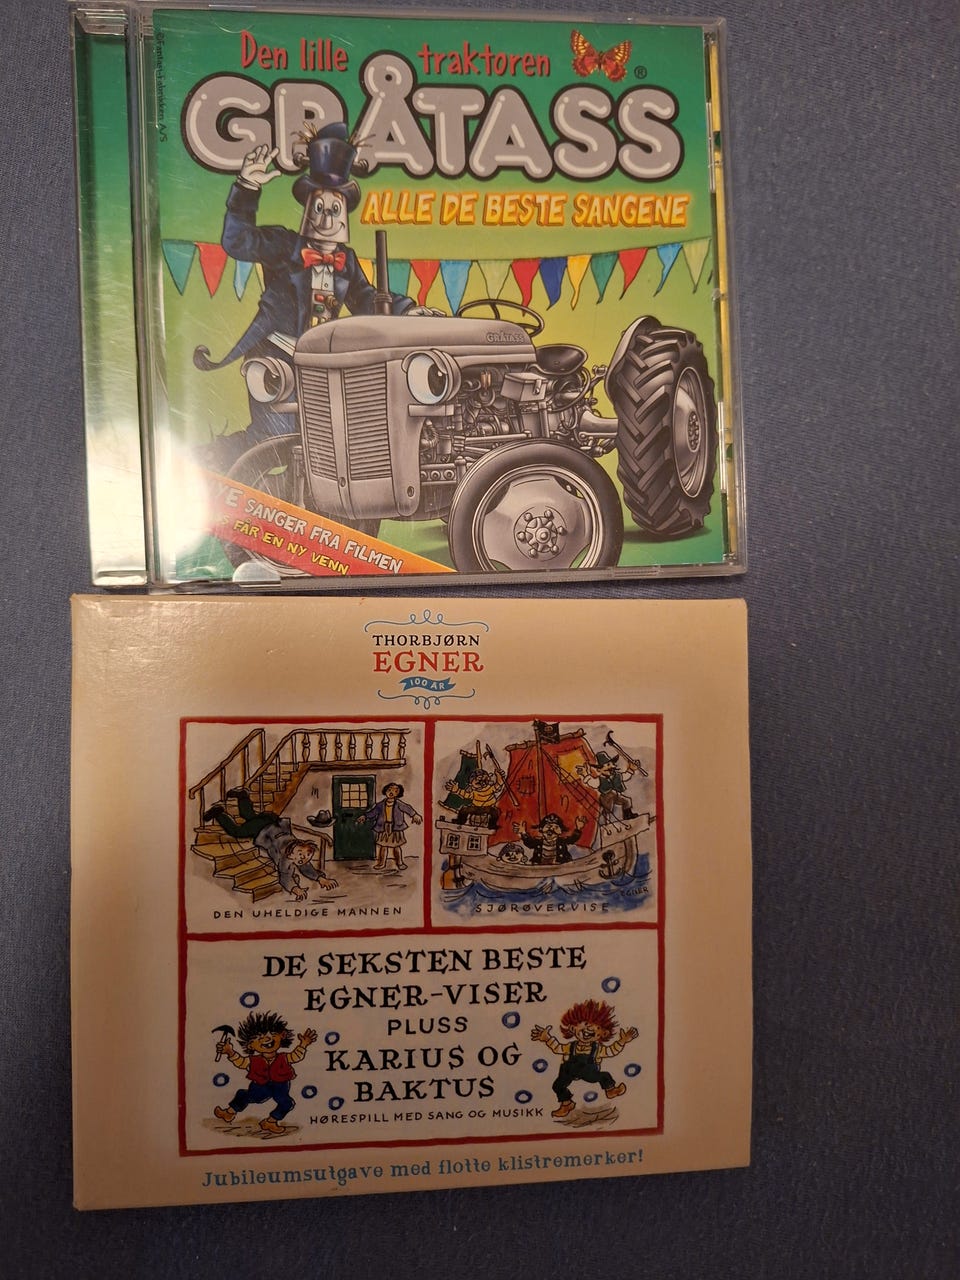 Den lille traktoren
GRÅTASS
ALLE DE BESTE SANGENE
GRÅTASS
SANGER FRA FILMEN
FÅR EN NY VENN
THORBJØRN
EGNER
100 ÅR
DEN UHELDIGE MANNEN
EGNER
SJØRØVERVISE
DE SEKSTEN BESTE
EGNER-VISER
PLUSS
KARIUS OG
BAKTUS
HØRESPILL MED SANG OG MUSIKK
Jubileumsutgave med flotte klistremerker!